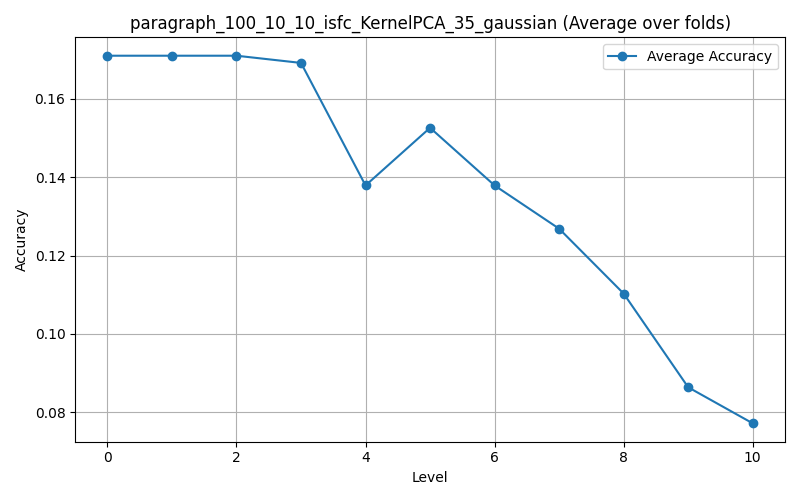 paragraph_100_10_10_isfc_KernelPCA_35_gaussian (Average over folds)
Average Accuracy
0.16
0.14
0.12
0.10
0.08
Accuracy
0 2 4 6 8 10
Level